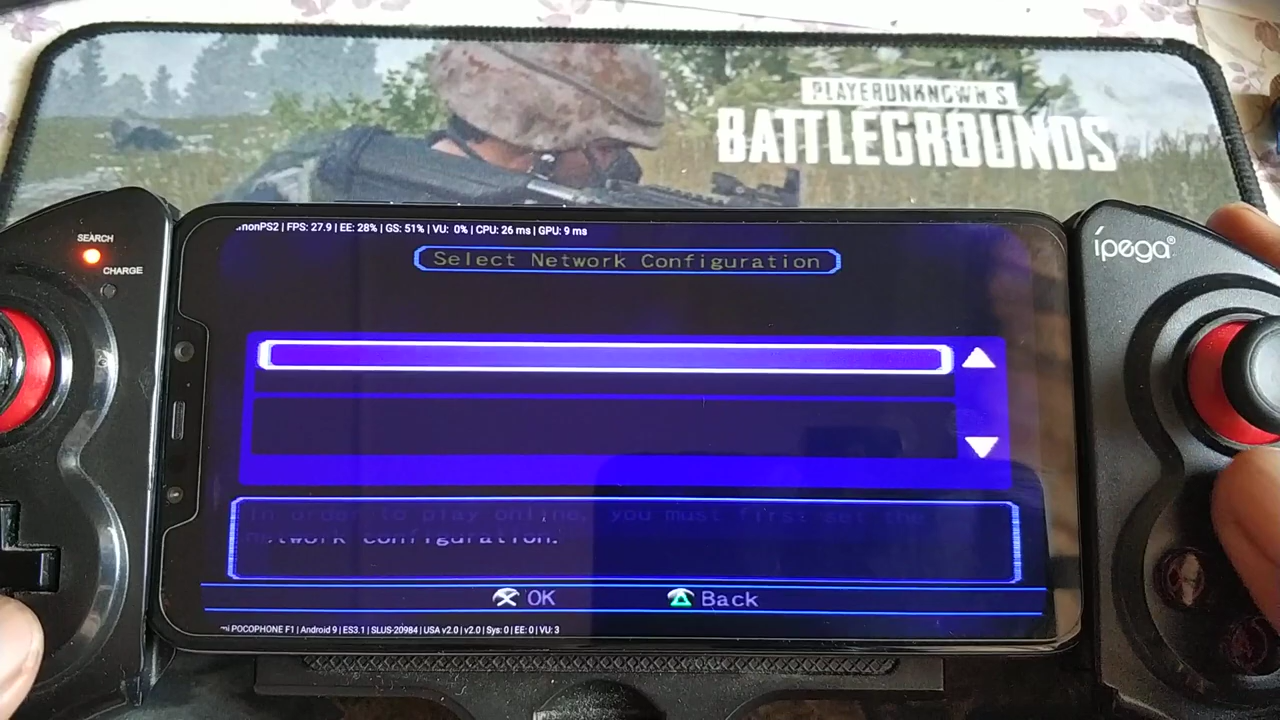 PLAYERUNKNOWN'S
BATTLEGROUNDS
SEARCH
CHARGE
ípega®
nonPS2 | FPS: 27.9 | EE: 28% | GS: 51% | VU: 0% | CPU: 26 ms | GPU: 9 ms
Select Network Configuration
In order to play online, you must first set the
network configuration.
OK
Back
POCOPHONE F1 | Android 9 | ES3.1 | SLUS-20984 | USA v2.0 | v2.0 | Sys: 0 | EE: 0 | VU: 3